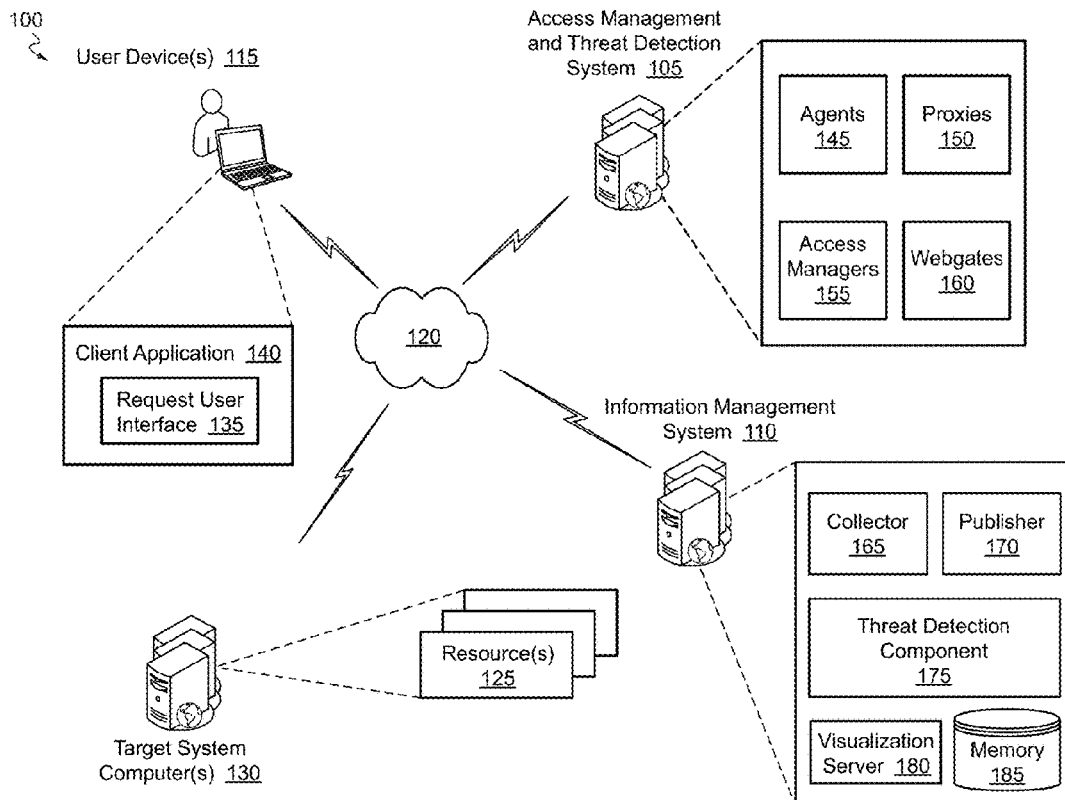 100
User Device(s) 115
Access Management
and Threat Detection
System 105
Agents
145
Proxies
150
Access
Managers
155
Webgates
160
120
Client Application 140
Request User
Interface 135
Information Management
System 110
Collector
165
Publisher
170
Threat Detection
Component
175
Visualization
Server 180
Memory
185
Resource(s)
125
Target System
Computer(s) 130